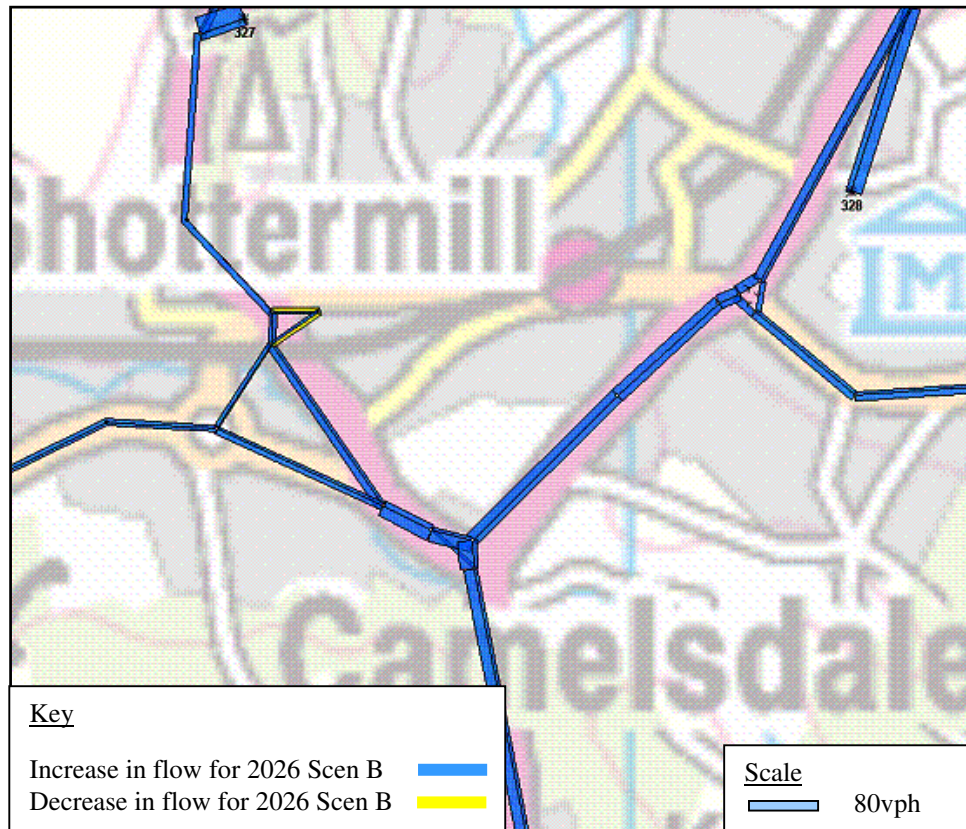 327
328
Shottermill
M
Camelsdale
Key
Increase in flow for 2026 Scen B
Decrease in flow for 2026 Scen B
Scale
80vph